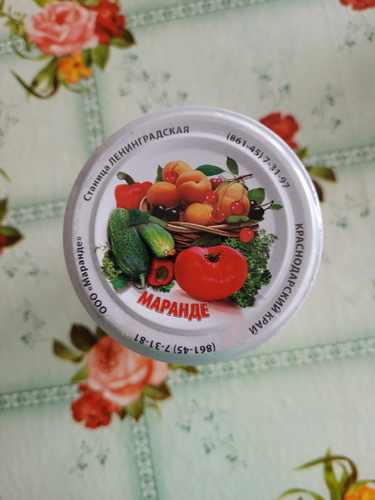 ООО «Маранде»
Станица ЛЕНИНГРАДСКАЯ
(861-45) 7-31-97
КРАСНОДАРСКИЙ КРАЙ
(861-45) 7-31-81
МАРАНДЕ